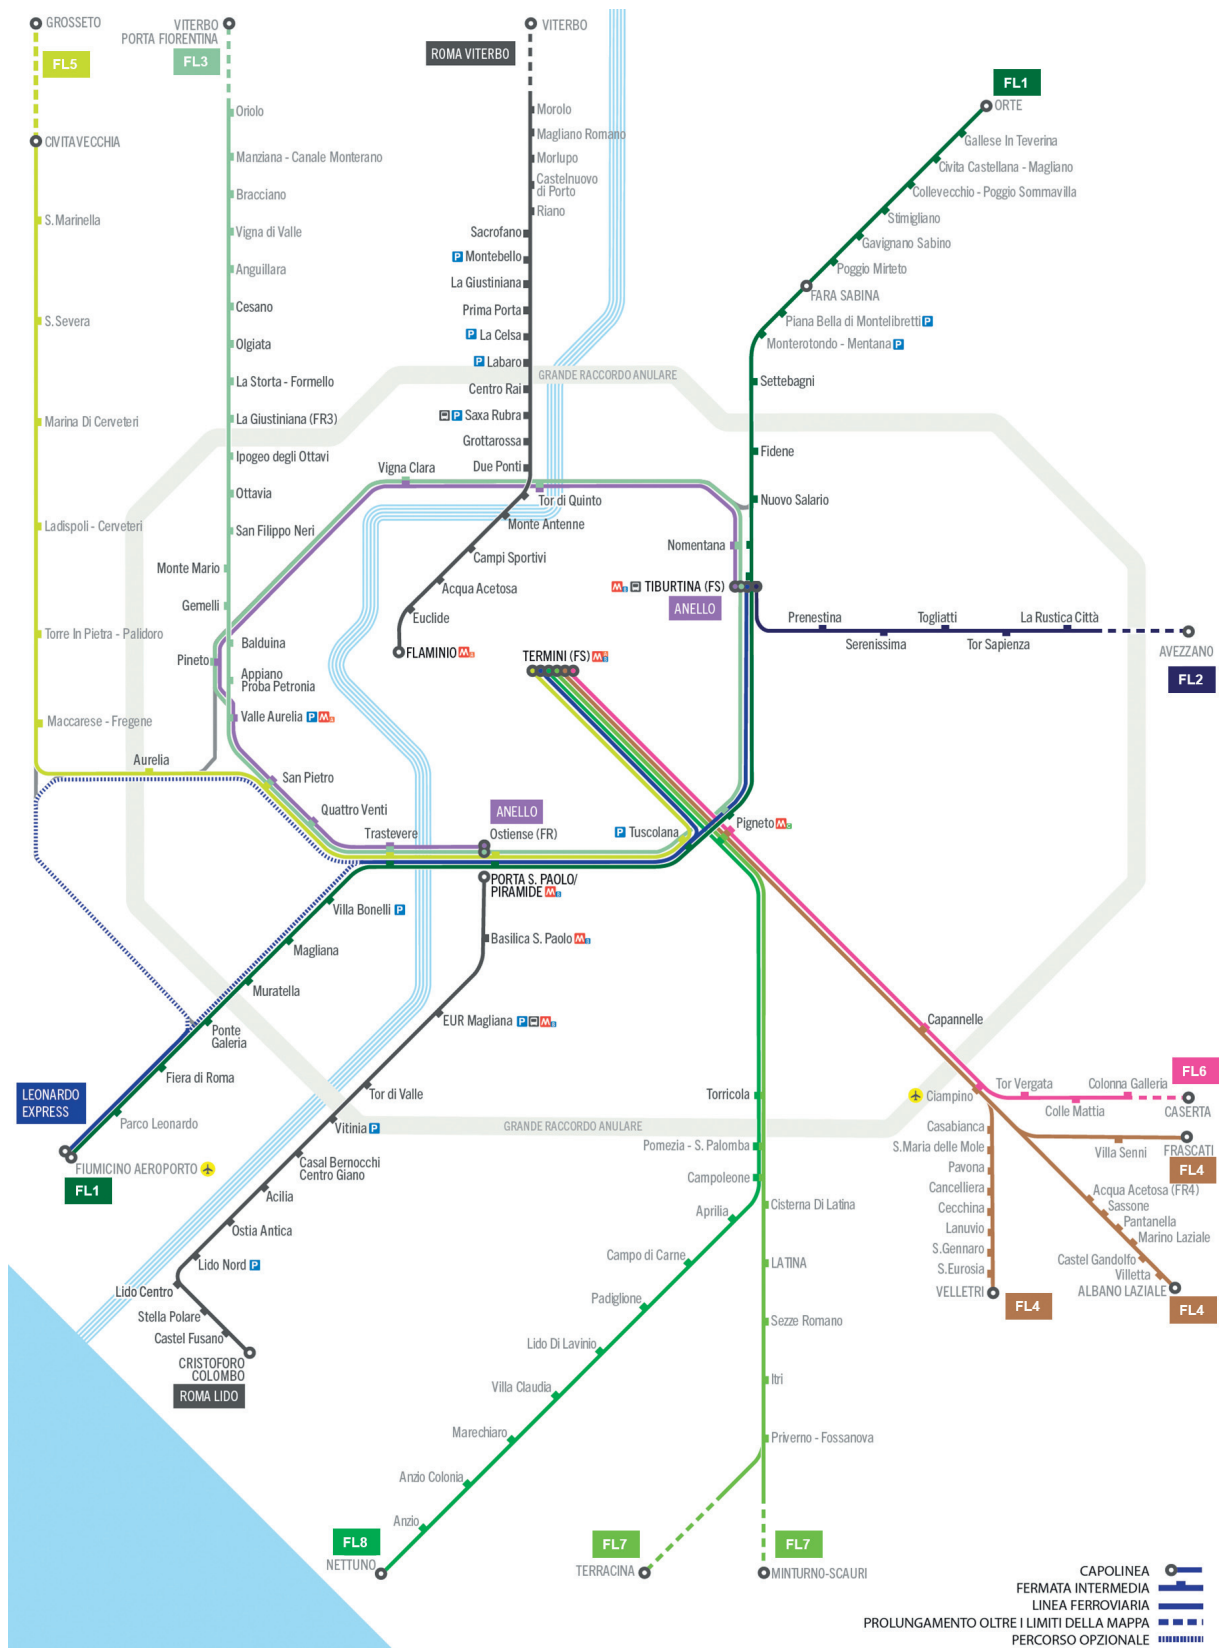 GROSSETO
FL5
CIVITAVECCHIA
S. Marinella
S. Severa
Marina Di Cerveteri
Ladispoli - Cerveteri
Torre In Pietra - Palidoro
Maccarese - Fregene
Aurelia
VITERBO
PORTA FIORENTINA
FL3
Oriolo
Manziana - Canale Monterano
Bracciano
Vigna di Valle
Anguillara
Cesano
Olgiata
La Storta - Formello
La Giustiniana (FR3)
Ipogeo degli Ottavi
Ottavia
San Filippo Neri
Monte Mario
Gemelli
Balduina
Pineto
Appiano
Proba Petronia
Valle Aurelia P M A
San Pietro
Quattro Venti
Trastevere
ANELLO
Ostiense (FR)
P Tuscolana
VITERBO
ROMA VITERBO
Morolo
Magliano Romano
Morlupo
Castelnuovo
di Porto
Riano
Sacrofano
P Montebello
La Giustiniana
Prima Porta
P La Celsa
P Labaro
Centro Rai
P Saxa Rubra
Grottarossa
Due Ponti
GRANDE RACCORDO ANULARE
Vigna Clara
Tor di Quinto
Monte Antenne
Campi Sportivi
Acqua Acetosa
Euclide
FLAMINIO M A
FL1
ORTE
Gallese In Teverina
Civita Castellana - Magliano
Collevecchio - Poggio Sommavilla
Stimigliano
Gavignano Sabino
Poggio Mirteto
FARA SABINA
Piana Bella di Montelibretti P
Monterotondo - Mentana P
Settebagni
Fidene
Nuovo Salario
Nomentana
M B TIBURTINA (FS)
ANELLO
Prenestina
Serenissima
Togliatti
Tor Sapienza
La Rustica Città
AVEZZANO
FL2
TERMINI (FS) M A B
Pigneto M C
PORTA S. PAOLO/
PIRAMIDE M B
Basilica S. Paolo M B
EUR Magliana P M B
Tor di Valle
Vitinia P
Casal Bernocchi
Centro Giano
Acilia
Ostia Antica
Lido Nord P
Lido Centro
Stella Polare
Castel Fusano
CRISTOFORO
COLOMBO
ROMA LIDO
Villa Bonelli P
Magliana
Muratella
Ponte
Galeria
Fiera di Roma
Parco Leonardo
LEONARDO
EXPRESS
FIUMICINO AEROPORTO
FL1
GRANDE RACCORDO ANULARE
Capannelle
Ciampino
Tor Vergata
Colle Mattia
Colonna Galleria
FL6
CASERTA
Villa Senni
FRASCATI
FL4
Casabianca
S.Maria delle Mole
Pavona
Cancelliera
Cecchina
Lanuvio
S.Gennaro
S.Eurosia
VELLETRI
FL4
Acqua Acetosa (FR4)
Sassone
Pantanella
Marino Laziale
Castel Gandolfo
Villetta
ALBANO LAZIALE
FL4
Torricola
Pomezia - S. Palomba
Campoleone
Aprilia
Campo di Carne
Padiglione
Lido Di Lavinio
Villa Claudia
Marechiaro
Anzio Colonia
Anzio
FL8
NETTUNO
Cisterna Di Latina
LATINA
Sezze Romano
Itri
Priverno - Fossanova
FL7
TERRACINA
FL7
MINTURNO-SCAURI
CAPOLINEA
FERMATA INTERMEDIA
LINEA FERROVIARIA
PROLUNGAMENTO OLTRE I LIMITI DELLA MAPPA
PERCORSO OPZIONALE